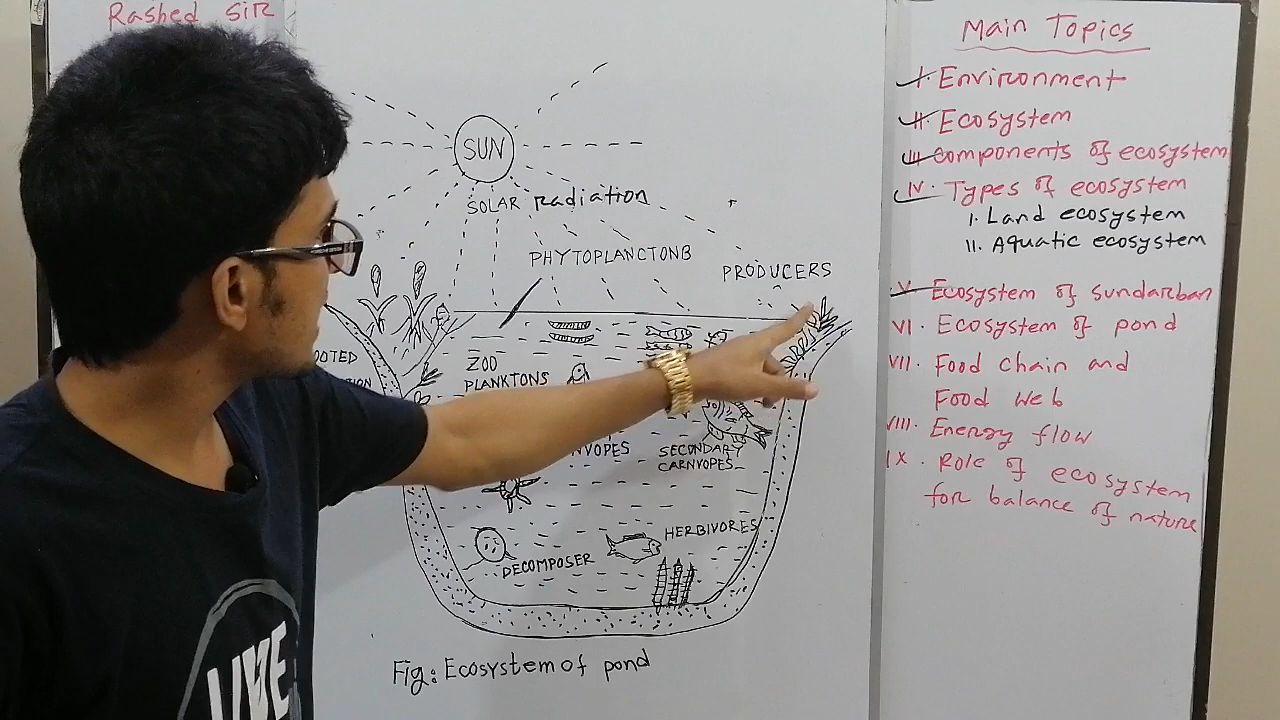 Rashed SiR
SUN
SOLAR radiation
PHYTOPLANCTONB
PRODUCERS
OOTED
ZOO
PLANKTONS
SECONDARY
CARNVOPES
HERBIVORES
DECOMPOSER
Fig: Ecosystem of pond
Main Topics
I. Environment
II. Ecosystem
III components of ecosystem
IV. Types of ecosystem
I. Land ecosystem
II. Aquatic ecosystem
V. Ecosystem of sundarban
VI. Ecosystem of pond
VII. Food Chain and
Food web
VIII. Energy flow
IX. Role of ecosystem
for balance of nature